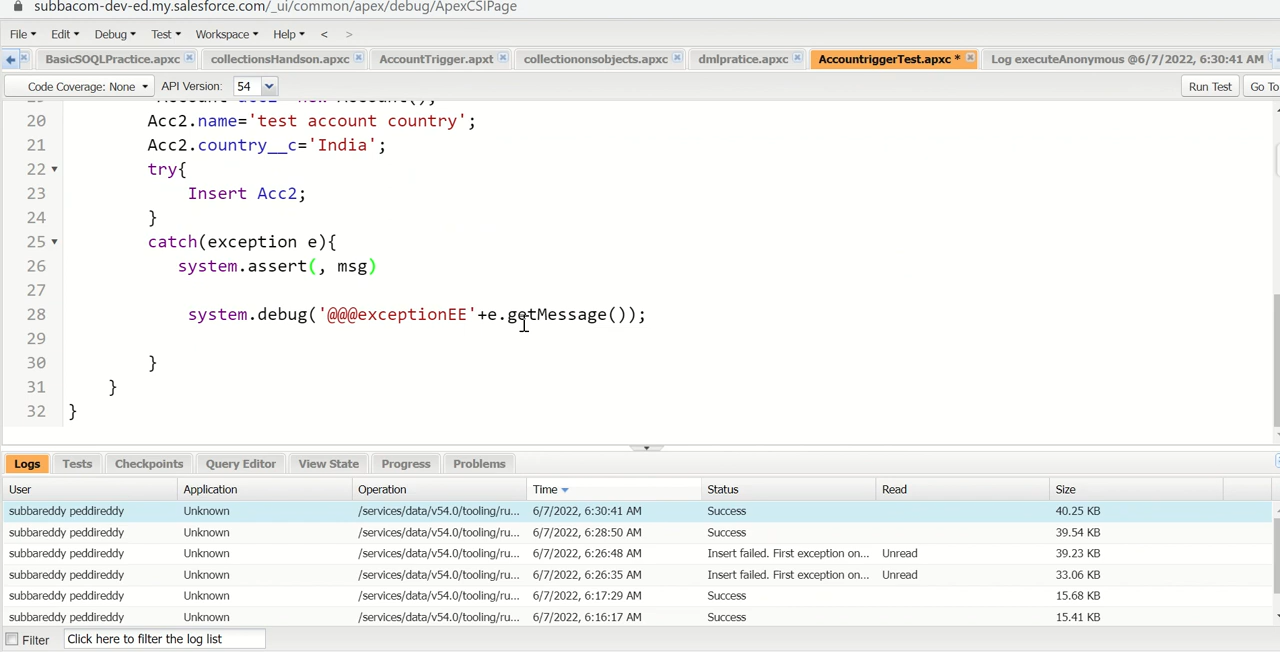 subbacom-dev-ed.my.salesforce.com/_ui/common/apex/debug/ApexCSIPage
File Edit Debug Test Workspace Help < >
BasicSOQLPractice.apxc collectionsHandson.apxc AccountTrigger.apxt collectiononsobjects.apxc dmlpratice.apxc AccountriggerTest.apxc * Log executeAnonymous @6/7/2022, 6:30:41 AM
Code Coverage: None API Version: 54 Run Test Go To
20 Acc2.name='test account country';
21 Acc2.country__c='India';
22 try{
23 Insert Acc2;
24 }
25 catch(exception e){
26 system.assert(, msg)
27
28 system.debug('@@@exceptionEE'+e.getMessage());
29
30 }
31 }
32 }
Logs Tests Checkpoints Query Editor View State Progress Problems
User Application Operation Time Status Read Size
subbareddy peddireddy Unknown /services/data/v54.0/tooling/ru... 6/7/2022, 6:30:41 AM Success 40.25 KB
subbareddy peddireddy Unknown /services/data/v54.0/tooling/ru... 6/7/2022, 6:28:50 AM Success 39.54 KB
subbareddy peddireddy Unknown /services/data/v54.0/tooling/ru... 6/7/2022, 6:26:48 AM Insert failed. First exception on... Unread 39.23 KB
subbareddy peddireddy Unknown /services/data/v54.0/tooling/ru... 6/7/2022, 6:26:35 AM Insert failed. First exception on... Unread 33.06 KB
subbareddy peddireddy Unknown /services/data/v54.0/tooling/ru... 6/7/2022, 6:17:29 AM Success 15.68 KB
subbareddy peddireddy Unknown /services/data/v54.0/tooling/ru... 6/7/2022, 6:16:17 AM Success 15.41 KB
Filter Click here to filter the log list